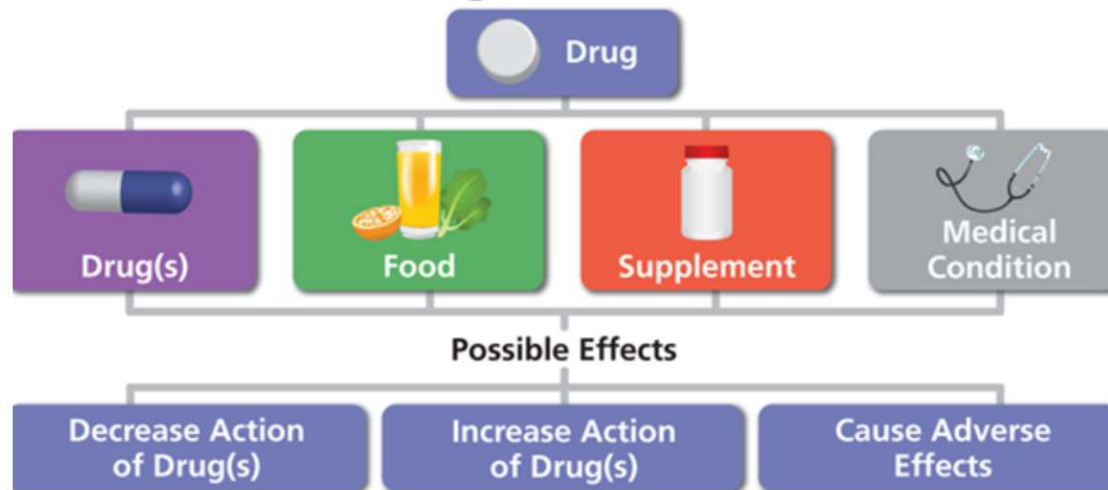 Drug
Drug(s)
Food
Supplement
Medical
Condition
Possible Effects
Decrease Action
of Drug(s)
Increase Action
of Drug(s)
Cause Adverse
Effects